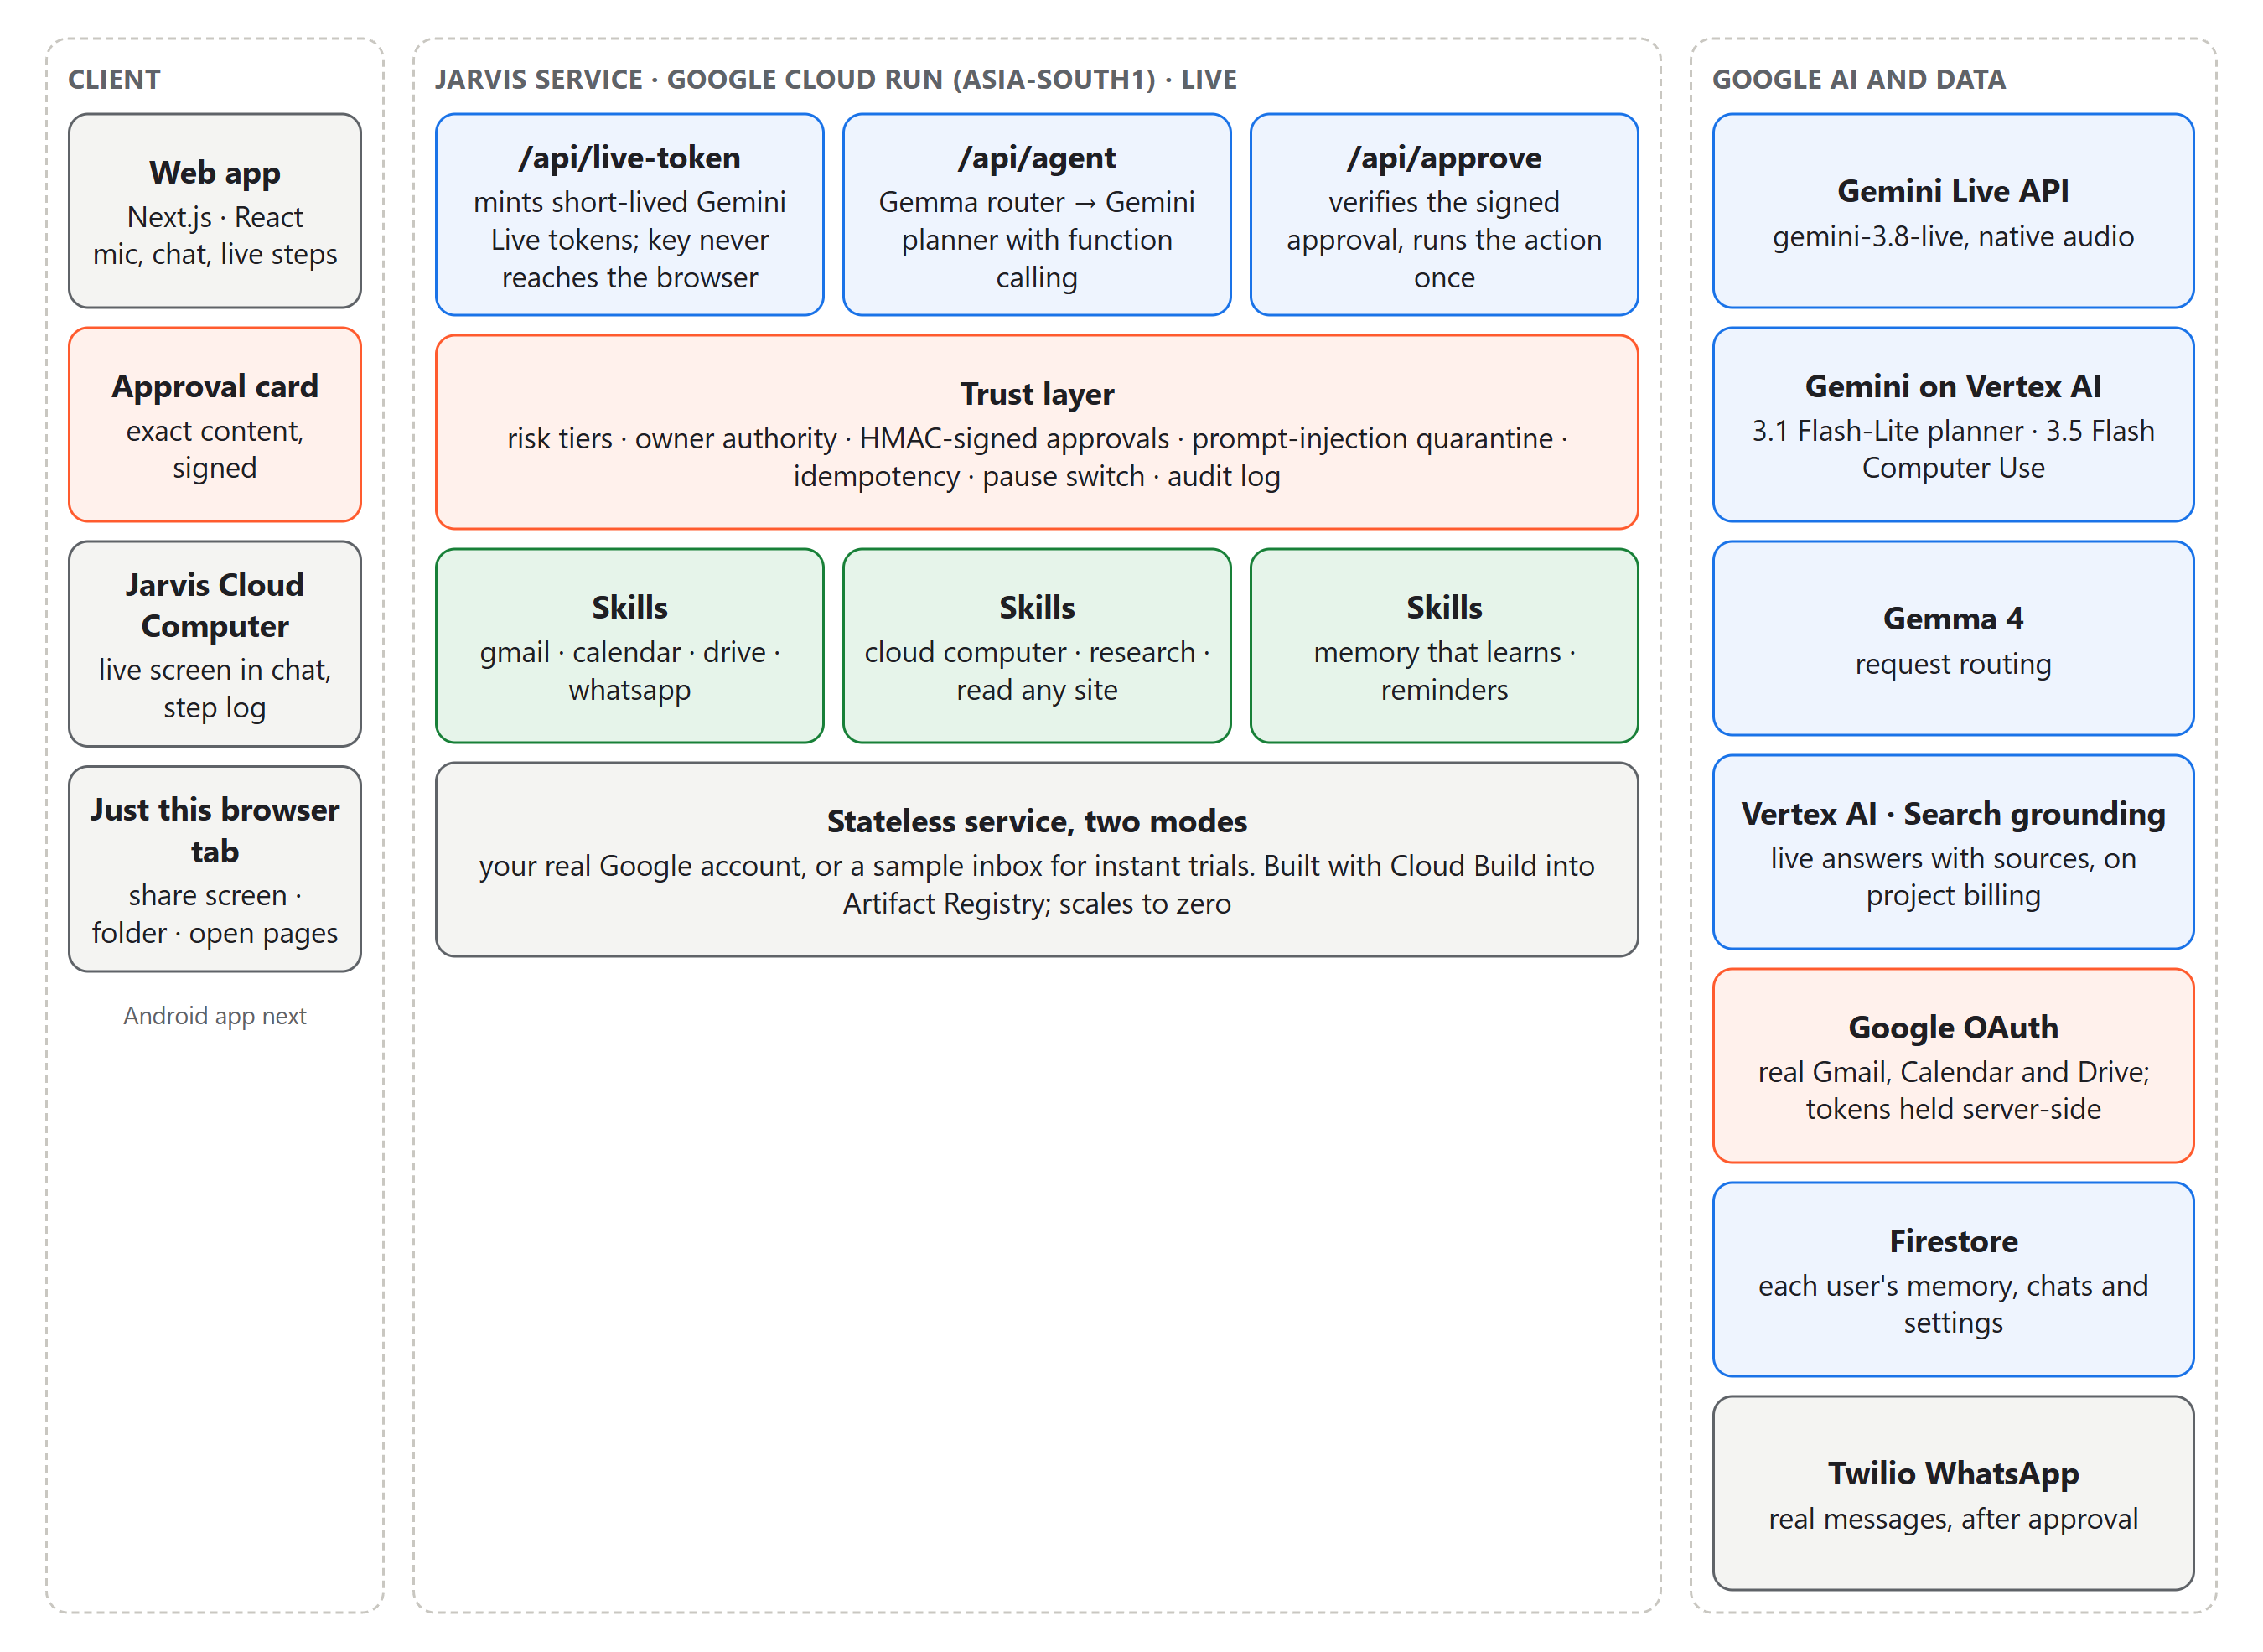 CLIENT
Web app
Next.js · React
mic, chat, live steps
Approval card
exact content,
signed
Jarvis Cloud
Computer
live screen in chat,
step log
Just this browser
tab
share screen ·
folder · open pages
Android app next
JARVIS SERVICE · GOOGLE CLOUD RUN (ASIA-SOUTH1) · LIVE
/api/live-token
mints short-lived Gemini
Live tokens; key never
reaches the browser
/api/agent
Gemma router → Gemini
planner with function
calling
/api/approve
verifies the signed
approval, runs the action
once
Trust layer
risk tiers · owner authority · HMAC-signed approvals · prompt-injection quarantine ·
idempotency · pause switch · audit log
Skills
gmail · calendar · drive ·
whatsapp
Skills
cloud computer · research ·
read any site
Skills
memory that learns ·
reminders
Stateless service, two modes
your real Google account, or a sample inbox for instant trials. Built with Cloud Build into
Artifact Registry; scales to zero
GOOGLE AI AND DATA
Gemini Live API
gemini-3.8-live, native audio
Gemini on Vertex AI
3.1 Flash-Lite planner · 3.5 Flash
Computer Use
Gemma 4
request routing
Vertex AI · Search grounding
live answers with sources, on
project billing
Google OAuth
real Gmail, Calendar and Drive;
tokens held server-side
Firestore
each user's memory, chats and
settings
Twilio WhatsApp
real messages, after approval